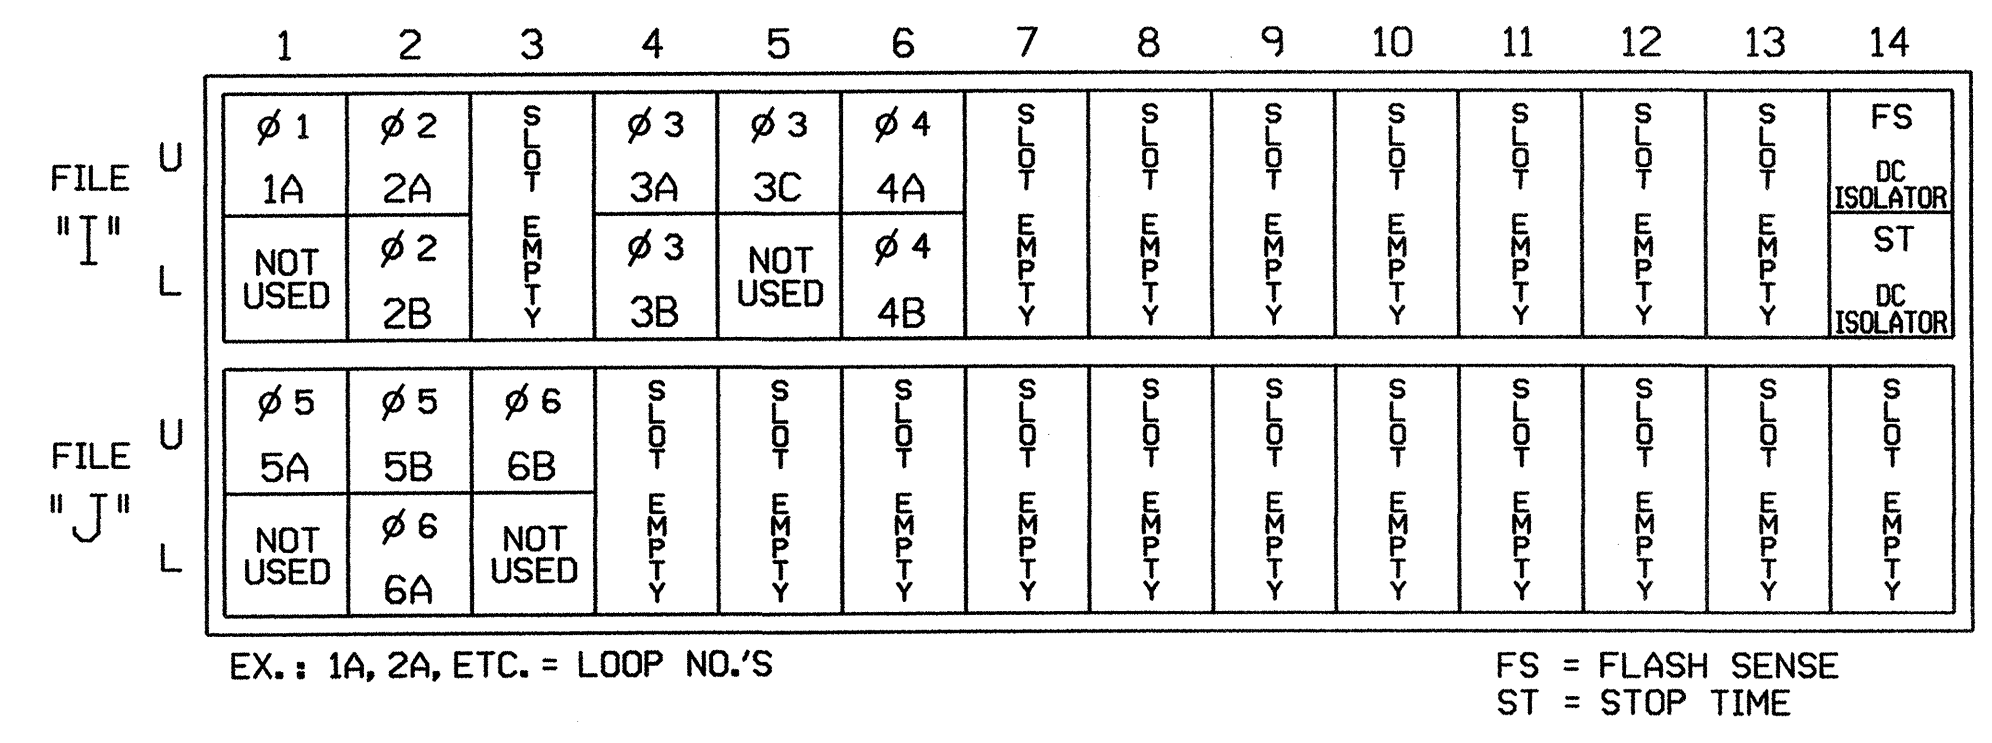 1 2 3 4 5 6 7 8 9 10 11 12 13 14
FILE "I"
U
Ø 1 1A
Ø 2 2A
SLOT EMPTY
Ø 3 3A
Ø 3 3C
Ø 4 4A
SLOT EMPTY
SLOT EMPTY
SLOT EMPTY
SLOT EMPTY
SLOT EMPTY
SLOT EMPTY
SLOT EMPTY
FS
DC
ISOLATOR
L
NOT
USED
Ø 2 2B
Ø 3 3B
NOT
USED
Ø 4 4B
ST
DC
ISOLATOR
FILE "J"
U
Ø 5 5A
Ø 5 5B
Ø 6 6B
SLOT EMPTY
SLOT EMPTY
SLOT EMPTY
SLOT EMPTY
SLOT EMPTY
SLOT EMPTY
SLOT EMPTY
SLOT EMPTY
SLOT EMPTY
SLOT EMPTY
SLOT EMPTY
L
NOT
USED
Ø 6 6A
NOT
USED
EX.: 1A, 2A, ETC. = LOOP NO.'S
FS = FLASH SENSE
ST = STOP TIME